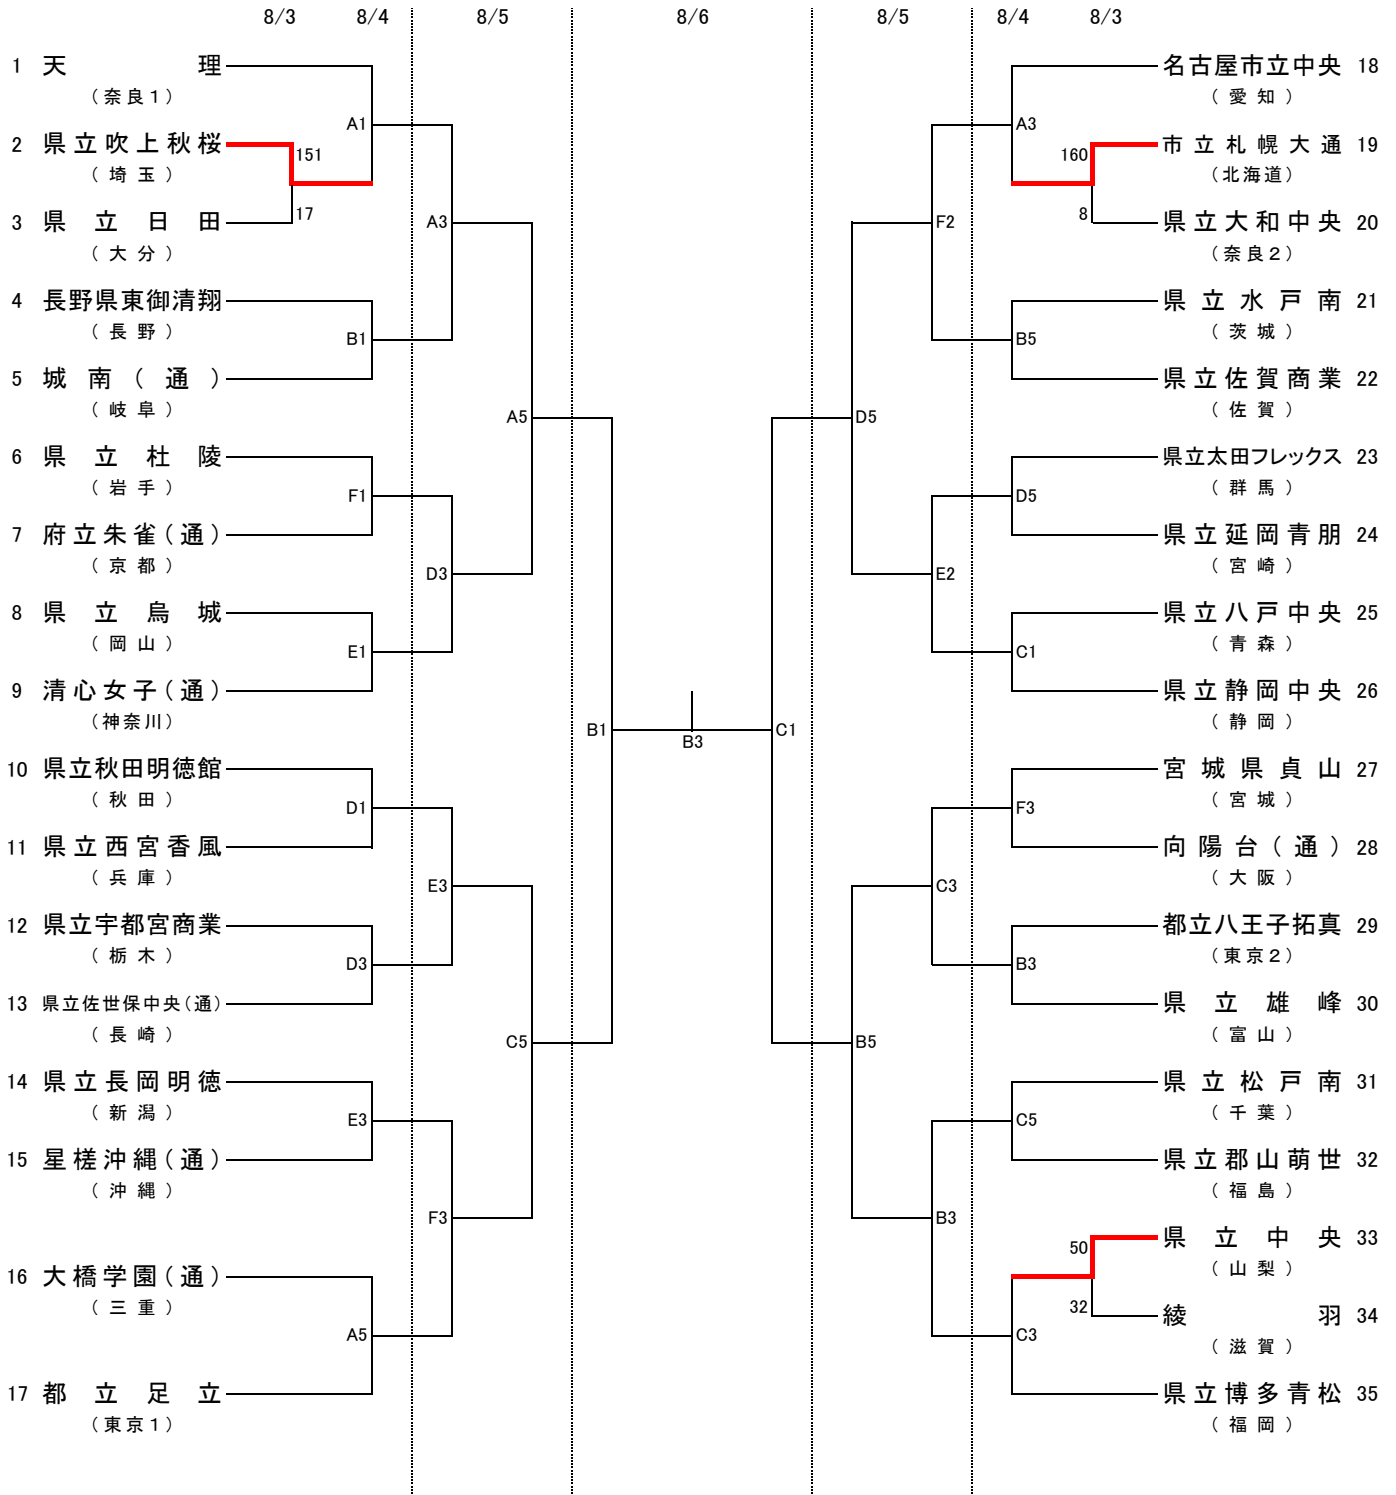 8/3 8/4 8/5 8/6 8/5 8/4 8/3
1 天理
(奈良1)
A1
2 県立吹上秋桜
(埼玉)
151
17
3 県立日田
(大分)
A3
4 長野県東御清翔
(長野)
B1
5 城南(通)
(岐阜)
A5
6 県立杜陵
(岩手)
F1
7 府立朱雀(通)
(京都)
D3
8 県立烏城
(岡山)
E1
9 清心女子(通)
(神奈川)
B1
10 県立秋田明徳館
(秋田)
D1
11 県立西宮香風
(兵庫)
E3
12 県立宇都宮商業
(栃木)
D3
13 県立佐世保中央(通)
(長崎)
C5
14 県立長岡明徳
(新潟)
E3
15 星槎沖縄(通)
(沖縄)
F3
16 大橋学園(通)
(三重)
A5
17 都立足立
(東京1)
B3
名古屋市立中央 18
(愛知)
A3
市立札幌大通 19
(北海道)
160
8
県立大和中央 20
(奈良2)
F2
県立水戸南 21
(茨城)
B5
県立佐賀商業 22
(佐賀)
D5
県立太田フレックス 23
(群馬)
D5
県立延岡青朋 24
(宮崎)
E2
県立八戸中央 25
(青森)
C1
県立静岡中央 26
(静岡)
C1
宮城県貞山 27
(宮城)
F3
向陽台(通) 28
(大阪)
C3
都立八王子拓真 29
(東京2)
B3
県立雄峰 30
(富山)
B5
県立松戸南 31
(千葉)
C5
県立郡山萌世 32
(福島)
B3
県立中央 33
(山梨)
50
32
綾羽 34
(滋賀)
C3
県立博多青松 35
(福岡)